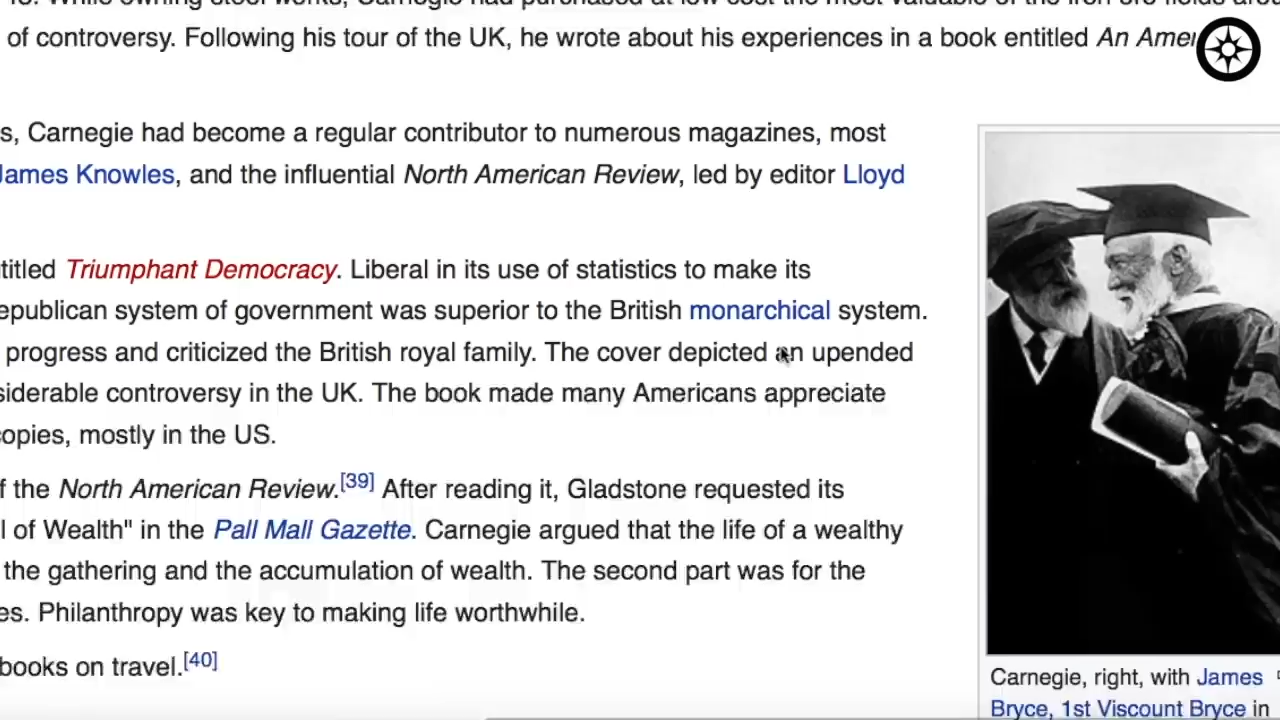 of controversy. Following his tour of the UK, he wrote about his experiences in a book entitled An
s, Carnegie had become a regular contributor to numerous magazines, most
James Knowles, and the influential North American Review, led by editor Lloyd
titled Triumphant Democracy. Liberal in its use of statistics to make its
epublican system of government was superior to the British monarchical system.
progress and criticized the British royal family. The cover depicted an upended
siderable controversy in the UK. The book made many Americans appreciate
copies, mostly in the US.
f the North American Review.[39] After reading it, Gladstone requested its
l of Wealth" in the Pall Mall Gazette. Carnegie argued that the life of a wealthy
the gathering and the accumulation of wealth. The second part was for the
es. Philanthropy was key to making life worthwhile.
books on travel.[40]
Carnegie, right, with James
Bryce, 1st Viscount Bryce in